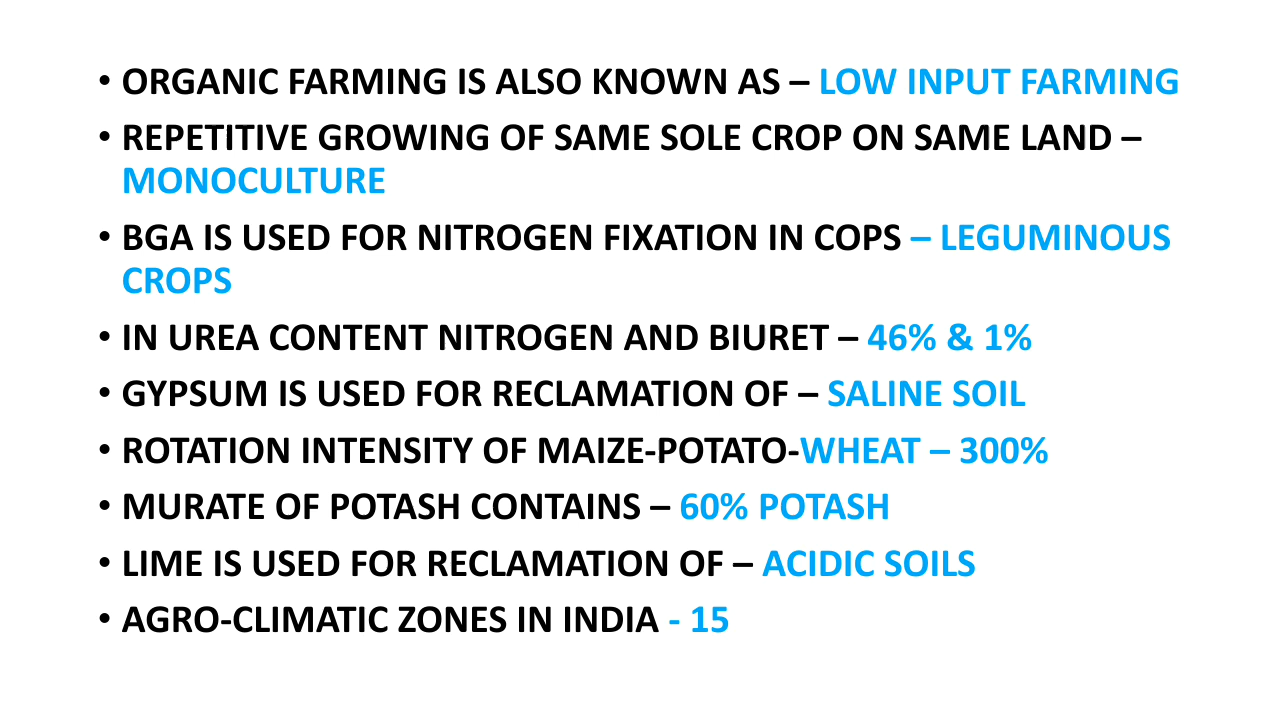 • ORGANIC FARMING IS ALSO KNOWN AS – LOW INPUT FARMING
• REPETITIVE GROWING OF SAME SOLE CROP ON SAME LAND –
MONOCULTURE
• BGA IS USED FOR NITROGEN FIXATION IN COPS – LEGUMINOUS
CROPS
• IN UREA CONTENT NITROGEN AND BIURET – 46% & 1%
• GYPSUM IS USED FOR RECLAMATION OF – SALINE SOIL
• ROTATION INTENSITY OF MAIZE-POTATO-WHEAT – 300%
• MURATE OF POTASH CONTAINS – 60% POTASH
• LIME IS USED FOR RECLAMATION OF – ACIDIC SOILS
• AGRO-CLIMATIC ZONES IN INDIA - 15